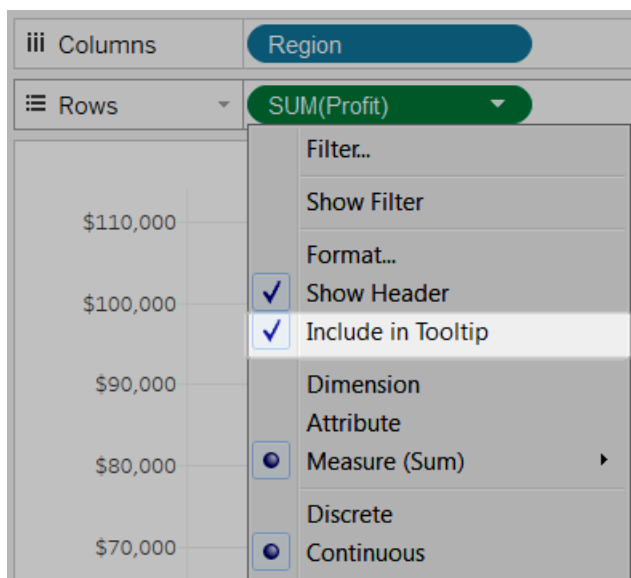 Columns
Region
Rows
SUM(Profit)
Filter...
Show Filter
$110,000
Format...
$100,000
Show Header
Include in Tooltip
$90,000
Dimension
Attribute
$80,000
Measure (Sum)
Discrete
$70,000
Continuous